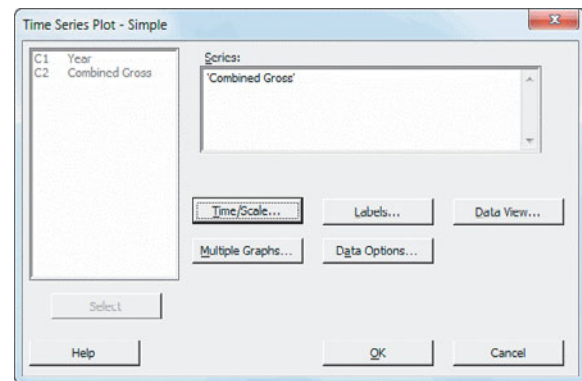 Time Series Plot - Simple
C1 Year
C2 Combined Gross
Series:
'Combined Gross'
Time/Scale...
Labels...
Data View...
Multiple Graphs...
Data Options...
Select
Help
OK
Cancel